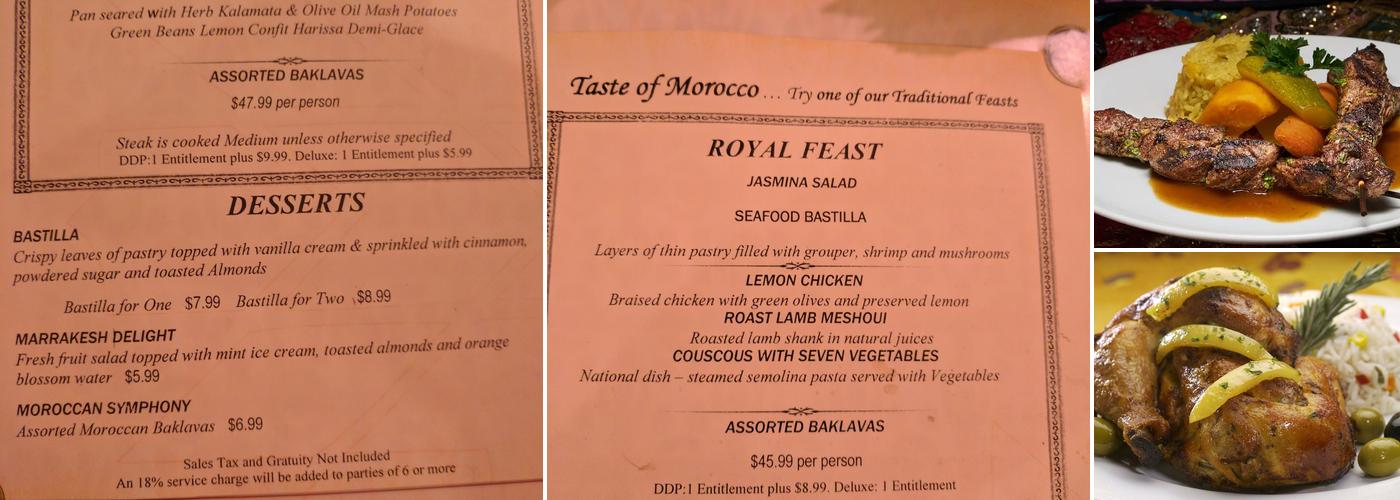 Pan seared with Herb Kalamata & Olive Oil Mash Potatoes
Green Beans Lemon Confit Harissa Demi-Glace
ASSORTED BAKLAVAS
$47.99 per person
Steak is cooked Medium unless otherwise specified
DDP:1 Entitlement plus $9.99. Deluxe: 1 Entitlement plus $5.99
DESSERTS
BASTILLA
Crispy leaves of pastry topped with vanilla cream & sprinkled with cinnamon,
powdered sugar and toasted Almonds
Bastilla for One $7.99 Bastilla for Two $8.99
MARRAKESH DELIGHT
Fresh fruit salad topped with mint ice cream, toasted almonds and orange
blossom water $5.99
MOROCCAN SYMPHONY
Assorted Moroccan Baklavas $6.99
Sales Tax and Gratuity Not Included
An 18% service charge will be added to parties of 6 or more
Taste of Morocco ... Try one of our Traditional Feasts
ROYAL FEAST
JASMINA SALAD
SEAFOOD BASTILLA
Layers of thin pastry filled with grouper, shrimp and mushrooms
LEMON CHICKEN
Braised chicken with green olives and preserved lemon
ROAST LAMB MESHOUI
Roasted lamb shank in natural juices
COUSCOUS WITH SEVEN VEGETABLES
National dish – steamed semolina pasta served with Vegetables
ASSORTED BAKLAVAS
$45.99 per person
DDP:1 Entitlement plus $8.99. Deluxe: 1 Entitlement